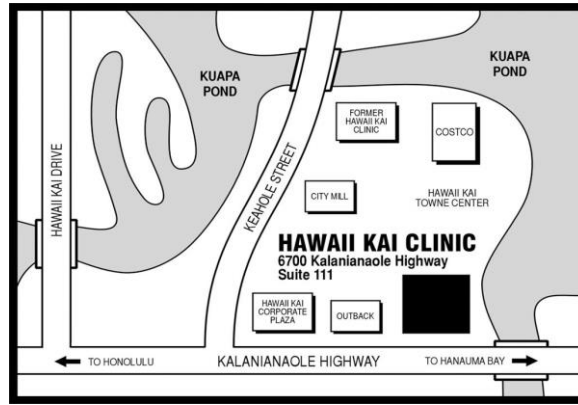 KUAPA
POND
KUAPA
POND
FORMER
HAWAII KAI
CLINIC
COSTCO
HAWAII KAI DRIVE
KEAHOLE STREET
CITY MILL
HAWAII KAI
TOWNE CENTER
HAWAII KAI CLINIC
6700 Kalanianaole Highway
Suite 111
HAWAII KAI
CORPORATE
PLAZA
OUTBACK
TO HONOLULU
KALANIANAOLE HIGHWAY
TO HANAUMA BAY